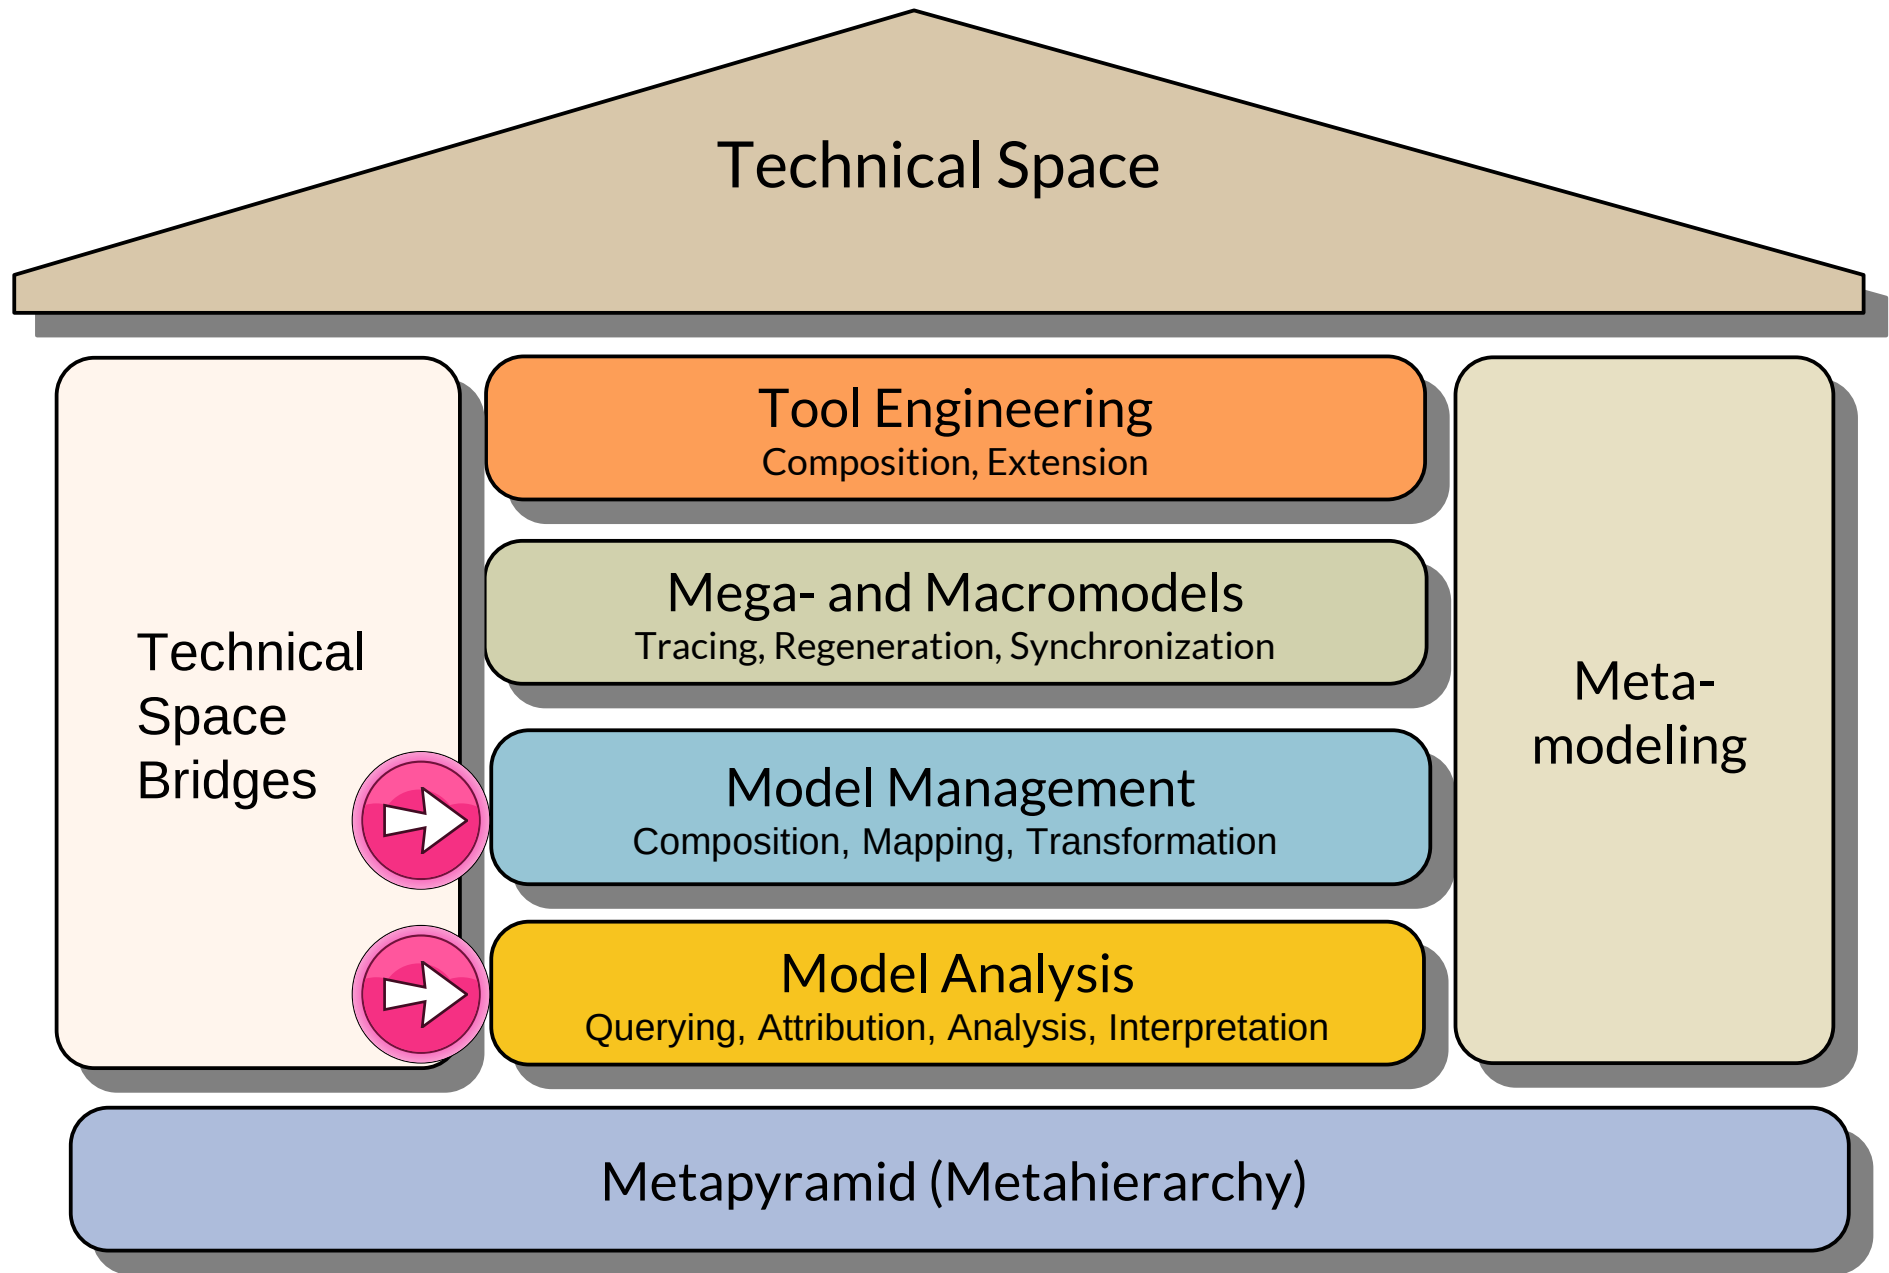 Technical Space
Technical
Space
Bridges
Tool Engineering
Composition, Extension
Mega- and Macromodels
Tracing, Regeneration, Synchronization
Model Management
Composition, Mapping, Transformation
Model Analysis
Querying, Attribution, Analysis, Interpretation
Meta-
modeling
Metapyramid (Metahierarchy)